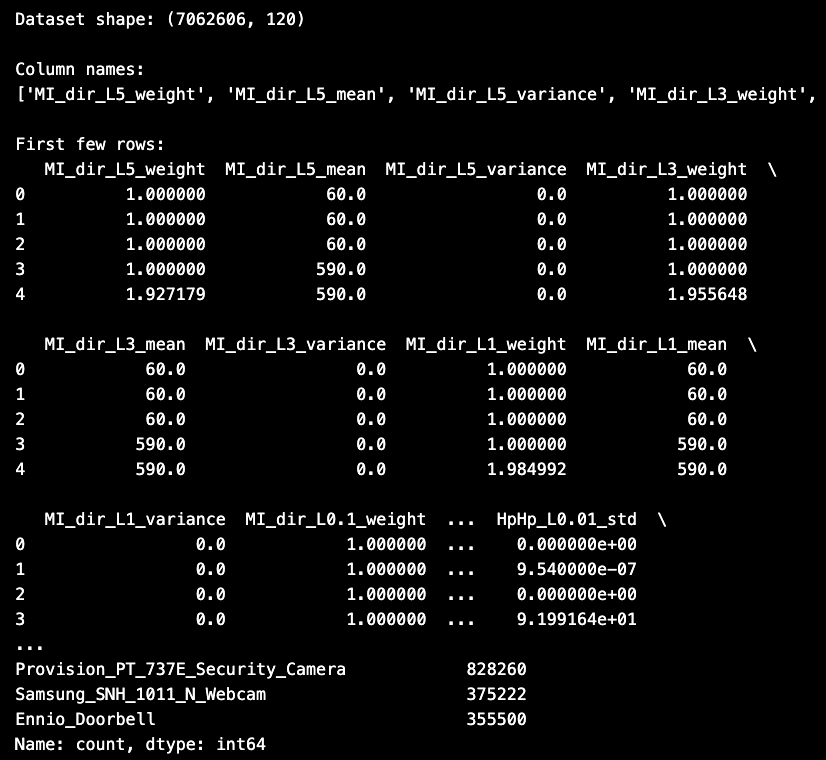 Dataset shape: (7062606, 120)
Column names:
['MI_dir_L5_weight', 'MI_dir_L5_mean', 'MI_dir_L5_variance', 'MI_dir_L3_weight',
First few rows:
   MI_dir_L5_weight  MI_dir_L5_mean  MI_dir_L5_variance  MI_dir_L3_weight  \
0          1.000000            60.0                 0.0          1.000000
1          1.000000            60.0                 0.0          1.000000
2          1.000000            60.0                 0.0          1.000000
3          1.000000           590.0                 0.0          1.000000
4          1.927179           590.0                 0.0          1.955648
   MI_dir_L3_mean  MI_dir_L3_variance  MI_dir_L1_weight  MI_dir_L1_mean  \
0            60.0                 0.0          1.000000            60.0
1            60.0                 0.0          1.000000            60.0
2            60.0                 0.0          1.000000            60.0
3           590.0                 0.0          1.000000           590.0
4           590.0                 0.0          1.984992           590.0
   MI_dir_L1_variance  MI_dir_L0.1_weight  ...  HpHp_L0.01_std  \
0                 0.0            1.000000  ...    0.000000e+00
1                 0.0            1.000000  ...    9.540000e-07
2                 0.0            1.000000  ...    0.000000e+00
3                 0.0            1.000000  ...    9.199164e+01
...
Provision_PT_737E_Security_Camera            828260
Samsung_SNH_1011_N_Webcam                    375222
Ennio_Doorbell                               355500
Name: count, dtype: int64